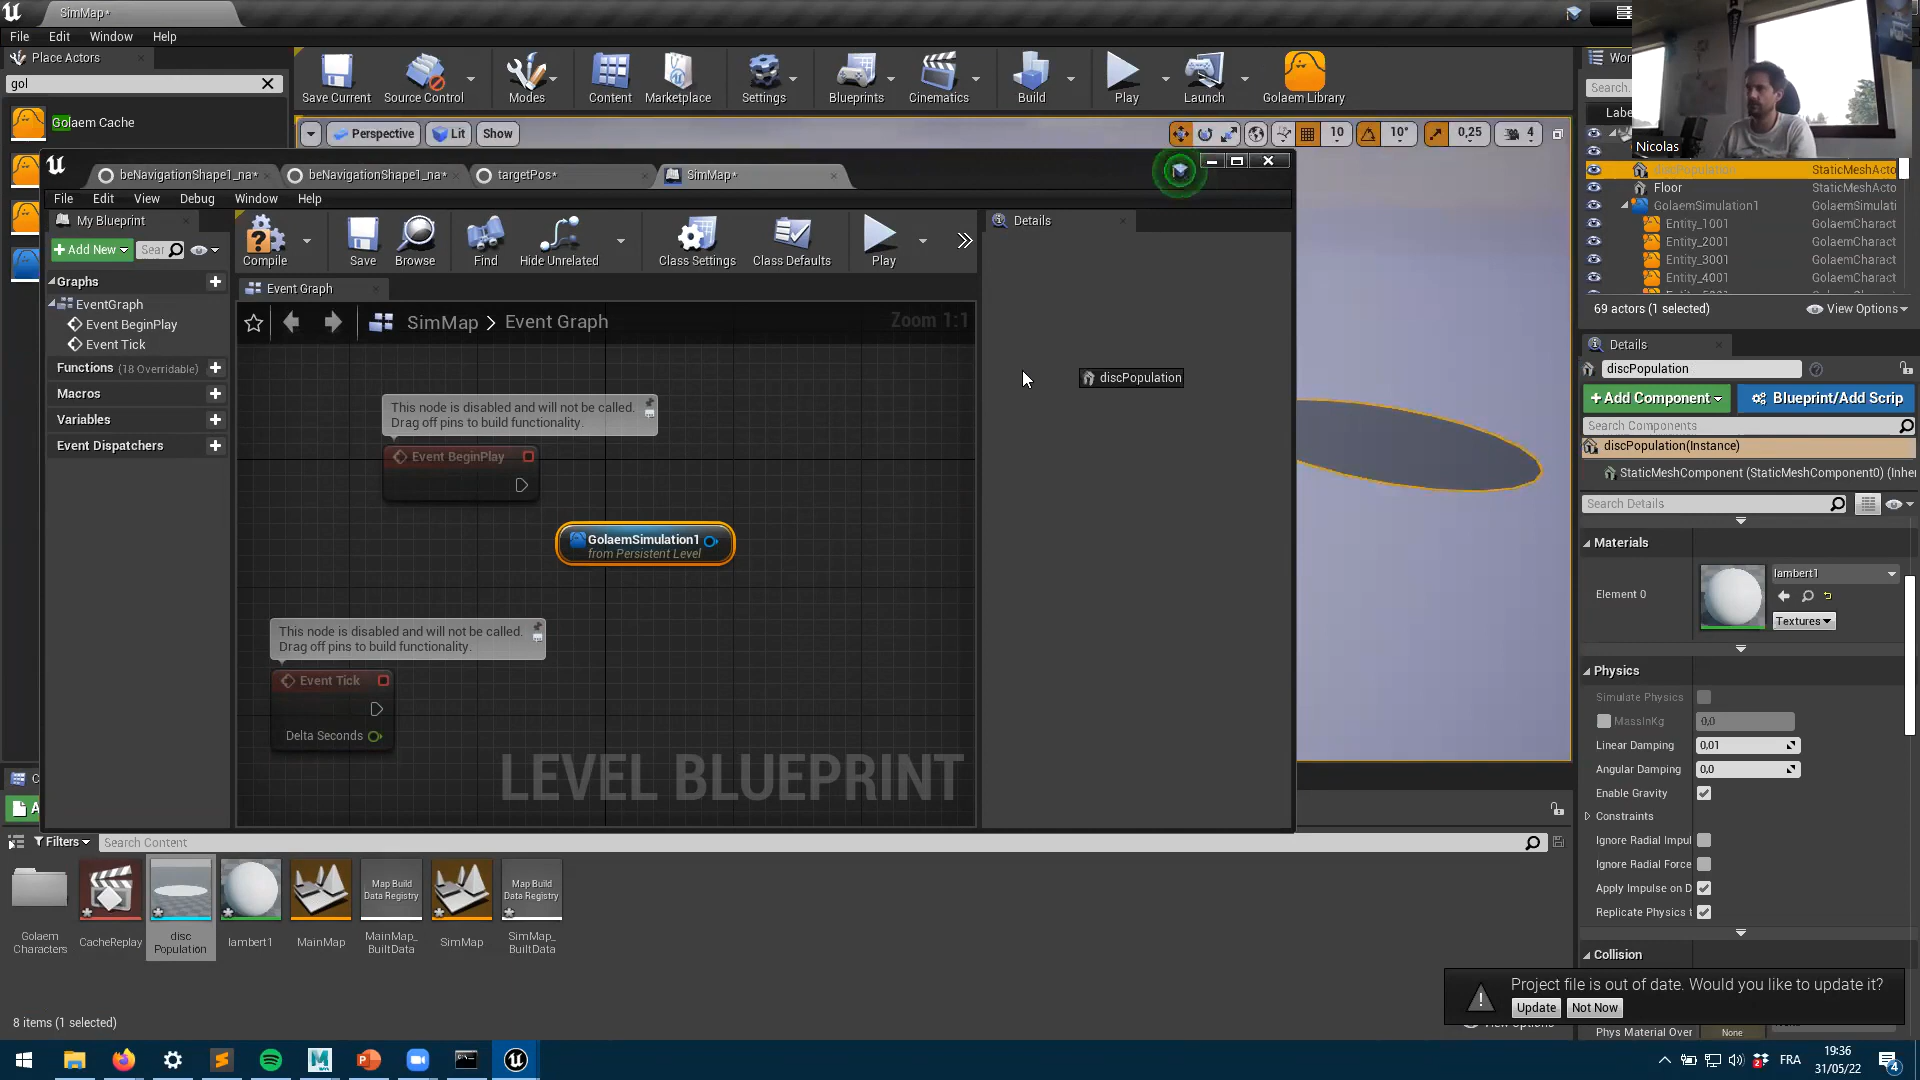 SimMap*
File Edit Window Help
Place Actors
gol
Golaem Cache
Save Current
Source Control
Modes
Content
Marketplace
Settings
Blueprints
Cinematics
Build
Play
Launch
Golaem Library
Perspective
Lit
Show
10
10°
0,25
4
Nicolas
discPopulation StaticMeshActo
Floor StaticMeshActo
GolaemSimulation1 GolaemSimulati
Entity_1001 GolaemCharact
Entity_2001 GolaemCharact
Entity_3001 GolaemCharact
Entity_4001 GolaemCharact
69 actors (1 selected)
View Options
beNavigationShape1_na*
beNavigationShape1_na*
targetPos*
SimMap*
File Edit View Debug Window Help
My Blueprint
Add New
Sear
Graphs
EventGraph
Event BeginPlay
Event Tick
Functions (18 Overridable)
Macros
Variables
Event Dispatchers
Compile
Save
Browse
Find
Hide Unrelated
Class Settings
Class Defaults
Play
Event Graph
SimMap > Event Graph
Zoom 1:1
This node is disabled and will not be called.
Drag off pins to build functionality.
Event BeginPlay
GolaemSimulation1
from Persistent Level
This node is disabled and will not be called.
Drag off pins to build functionality.
Event Tick
Delta Seconds
LEVEL BLUEPRINT
Details
discPopulation
Details
discPopulation
+Add Component
Blueprint/Add Scrip
Search Components
discPopulation(Instance)
StaticMeshComponent (StaticMeshComponent0) (Inher
Search Details
Materials
Element 0
lambert1
Textures
Physics
Simulate Physics
MassInKg 0,0
Linear Damping 0,01
Angular Damping 0,0
Enable Gravity
Constraints
Ignore Radial Impul
Ignore Radial Force
Apply Impulse on D
Replicate Physics t
Collision
Phys Material Over None
Filters
Search Content
Golaem
Characters
CacheReplay
disc
Population
lambert1
MainMap
Map Build
Data Registry
MainMap_
BuiltData
SimMap
Map Build
Data Registry
SimMap_
BuiltData
8 items (1 selected)
Project file is out of date. Would you like to update it?
Update
Not Now
FRA
19:36
31/05/22
4